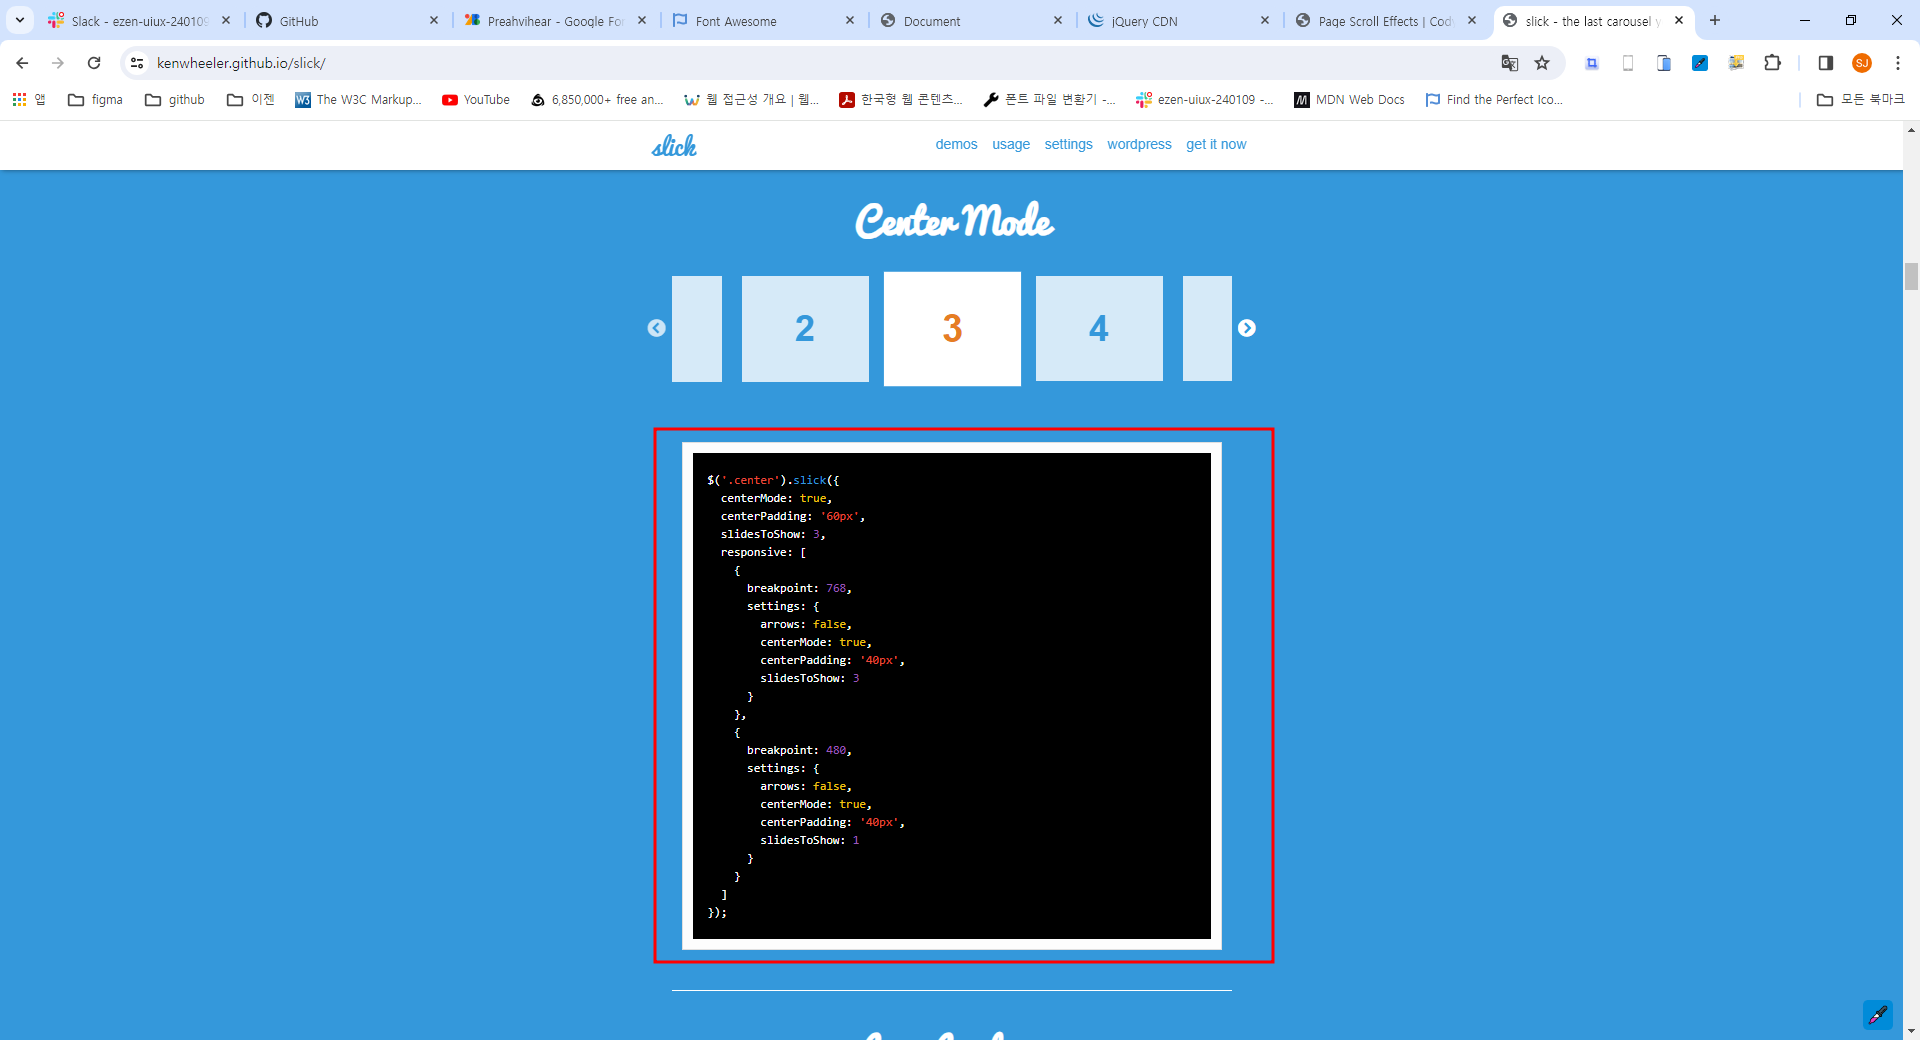 Slack - ezen-uiux-240109
GitHub
Preahvihear - Google Fo
Font Awesome
Document
jQuery CDN
Page Scroll Effects | Cod
slick - the last carousel y
kenwheeler.github.io/slick/
SJ
앱
figma
github
이젠
The W3C Markup...
YouTube
6,850,000+ free an...
웹 접근성 개요 | 웹...
한국형 웹 콘텐츠...
폰트 파일 변환기 -...
ezen-uiux-240109 -...
MDN Web Docs
Find the Perfect Ico...
모든 북마크
slick
demos
usage
settings
wordpress
get it now
Center Mode
2
3
4
$('.center').slick({
  centerMode: true,
  centerPadding: '60px',
  slidesToShow: 3,
  responsive: [
    {
      breakpoint: 768,
      settings: {
        arrows: false,
        centerMode: true,
        centerPadding: '40px',
        slidesToShow: 3
      }
    },
    {
      breakpoint: 480,
      settings: {
        arrows: false,
        centerMode: true,
        centerPadding: '40px',
        slidesToShow: 1
      }
    }
  ]
});